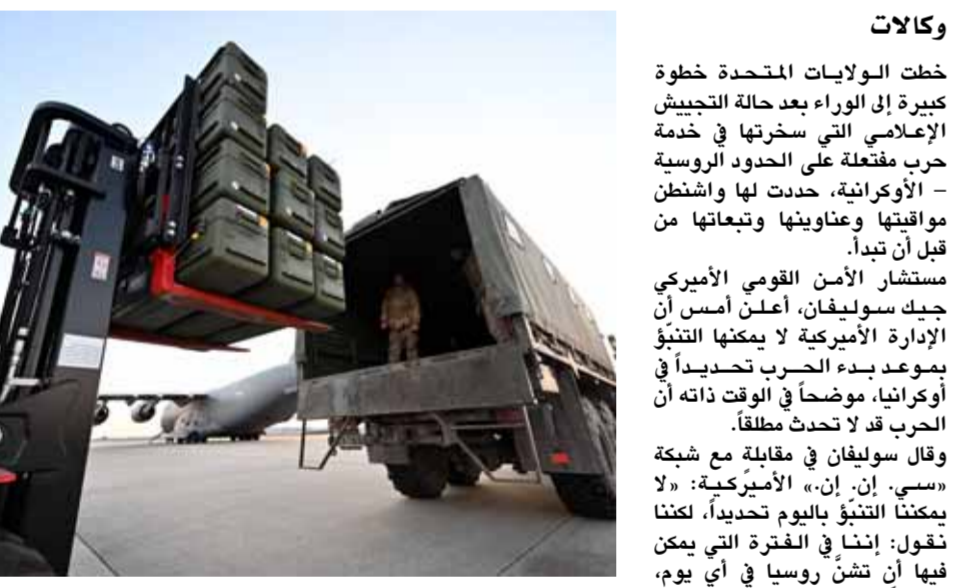 وكالات
خطت الولايات المتحدة خطوة
كبيرة إلى الوراء بعد حالة التجييش
الإعلامي التي سخرتها في خدمة
حرب مفتعلة على الحدود الروسية
– الأوكرانية، حددت لها واشنطن
مواقيتها وعناوينها وتبعاتها من
قبل أن تبدأ.
مستشار الأمن القومي الأميركي
جيك سوليفان، أعلن أمس أن
الإدارة الأميركية لا يمكنها التنبّؤ
بموعد بدء الحرب تحديداً في
أوكرانيا، موضحاً في الوقت ذاته أن
الحرب قد لا تحدث مطلقاً.
وقال سوليفان في مقابلة مع شبكة
«سي. إن. إن.» الأميركية: «لا
يمكننا التنبّؤ باليوم تحديداً، لكننا
نقول: إننا في الفترة التي يمكن
فيها أن تشنَّ روسيا في أي يوم،